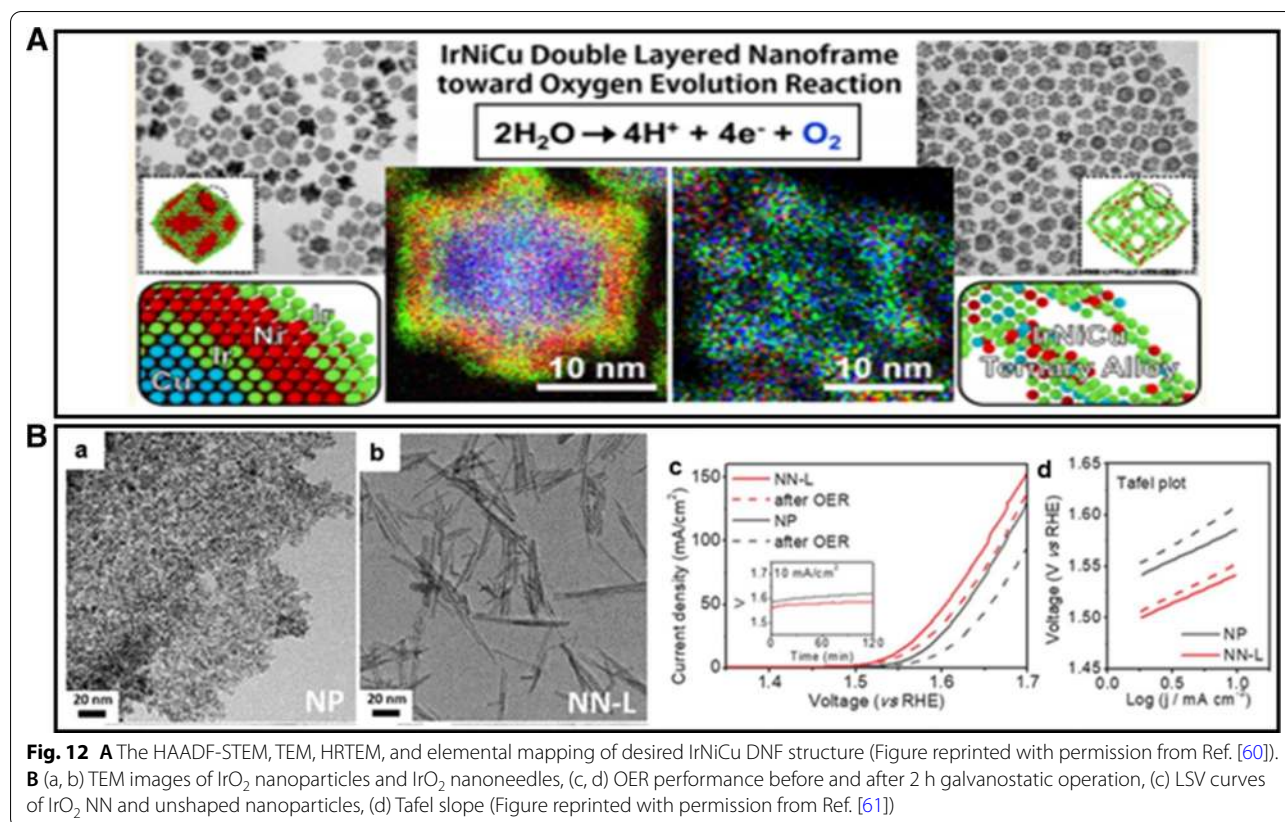 A
IrNiCu Double Layered Nanoframe
toward Oxygen Evolution Reaction
2H₂O → 4H⁺ + 4e⁻ + O₂
Ir
Ni
Ir
Cu
10 nm
10 nm
IrNiCu
Ternary Alloy
B
a
20 nm
NP
b
20 nm
NN-L
c
150
100
50
0
Current density (mA/cm²)
NN-L
after OER
NP
after OER
10 mA/cm²
1.7
1.6
1.5
V
0
60
120
Time (min)
1.4
1.5
1.6
1.7
Voltage (vs RHE)
d
1.65
1.60
1.55
1.50
1.45
Voltage (V vs RHE)
Tafel plot
NP
NN-L
0.0
0.5
1.0
Log (j / mA cm⁻²)
Fig. 12 A The HAADF-STEM, TEM, HRTEM, and elemental mapping of desired IrNiCu DNF structure (Figure reprinted with permission from Ref. [60]).
B (a, b) TEM images of IrO₂ nanoparticles and IrO₂ nanoneedles, (c, d) OER performance before and after 2 h galvanostatic operation, (c) LSV curves
of IrO₂ NN and unshaped nanoparticles, (d) Tafel slope (Figure reprinted with permission from Ref. [61])